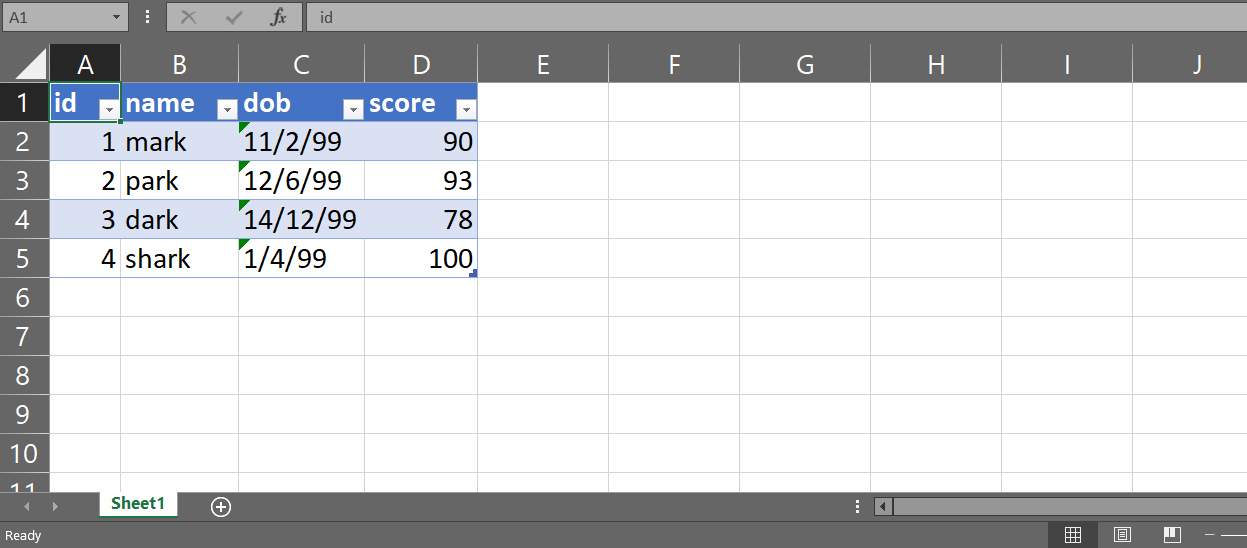 A1 fx id
A B C D E F G H I J
1 id name dob score
2 1 mark 11/2/99 90
3 2 park 12/6/99 93
4 3 dark 14/12/99 78
5 4 shark 1/4/99 100
6
7
8
9
10
11
Sheet1
Ready